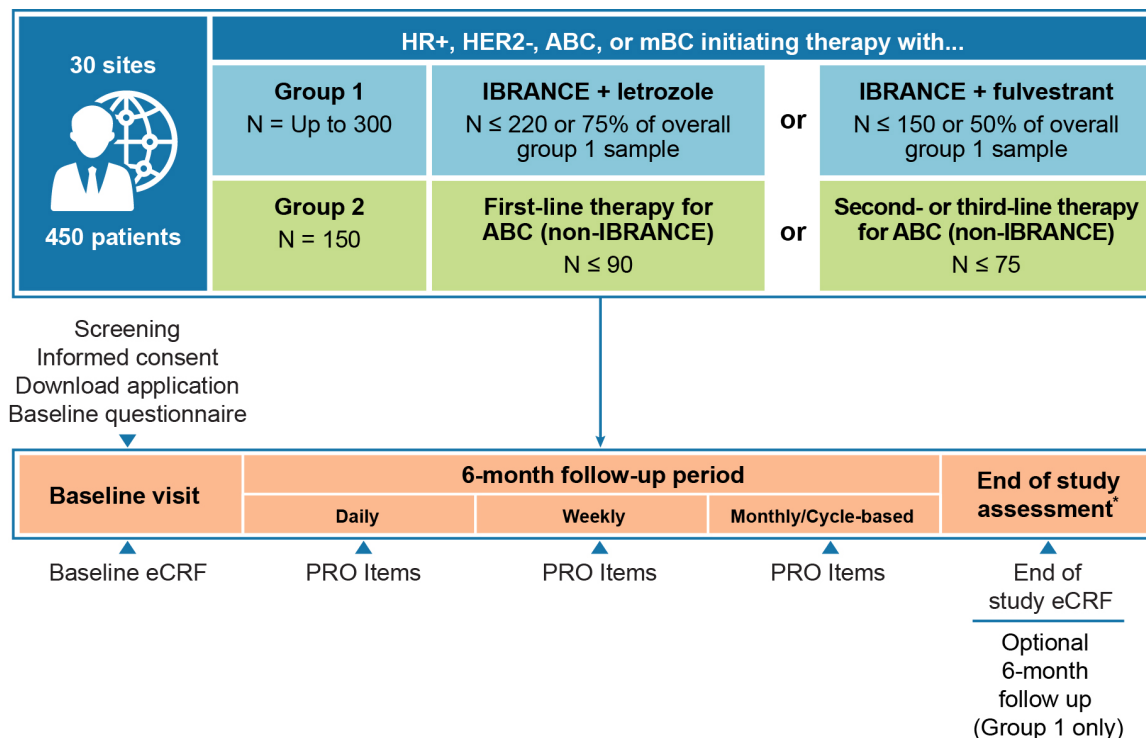 HR+, HER2-, ABC, or mBC initiating therapy with...
30 sites
450 patients
Group 1
N = Up to 300
IBRANCE + letrozole
N ≤ 220 or 75% of overall
group 1 sample
or
IBRANCE + fulvestrant
N ≤ 150 or 50% of overall
group 1 sample
Group 2
N = 150
First-line therapy for
ABC (non-IBRANCE)
N ≤ 90
or
Second- or third-line therapy
for ABC (non-IBRANCE)
N ≤ 75
Screening
Informed consent
Download application
Baseline questionnaire
Baseline visit
6-month follow-up period
Daily
Weekly
Monthly/Cycle-based
End of study
assessment*
Baseline eCRF
PRO Items
PRO Items
PRO Items
End of
study eCRF
Optional
6-month
follow up
(Group 1 only)